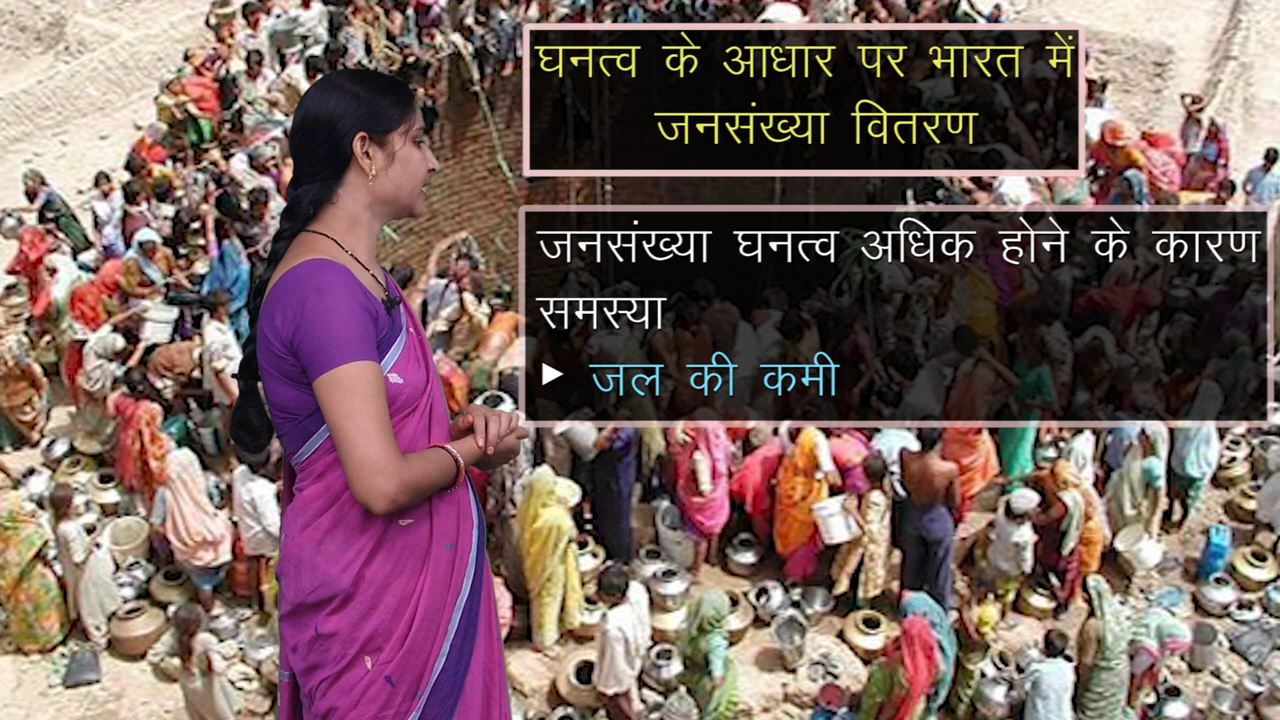 घनत्व के आधार पर भारत में
जनसंख्या वितरण
जनसंख्या घनत्व अधिक होने के कारण
समस्या
► जल की कमी